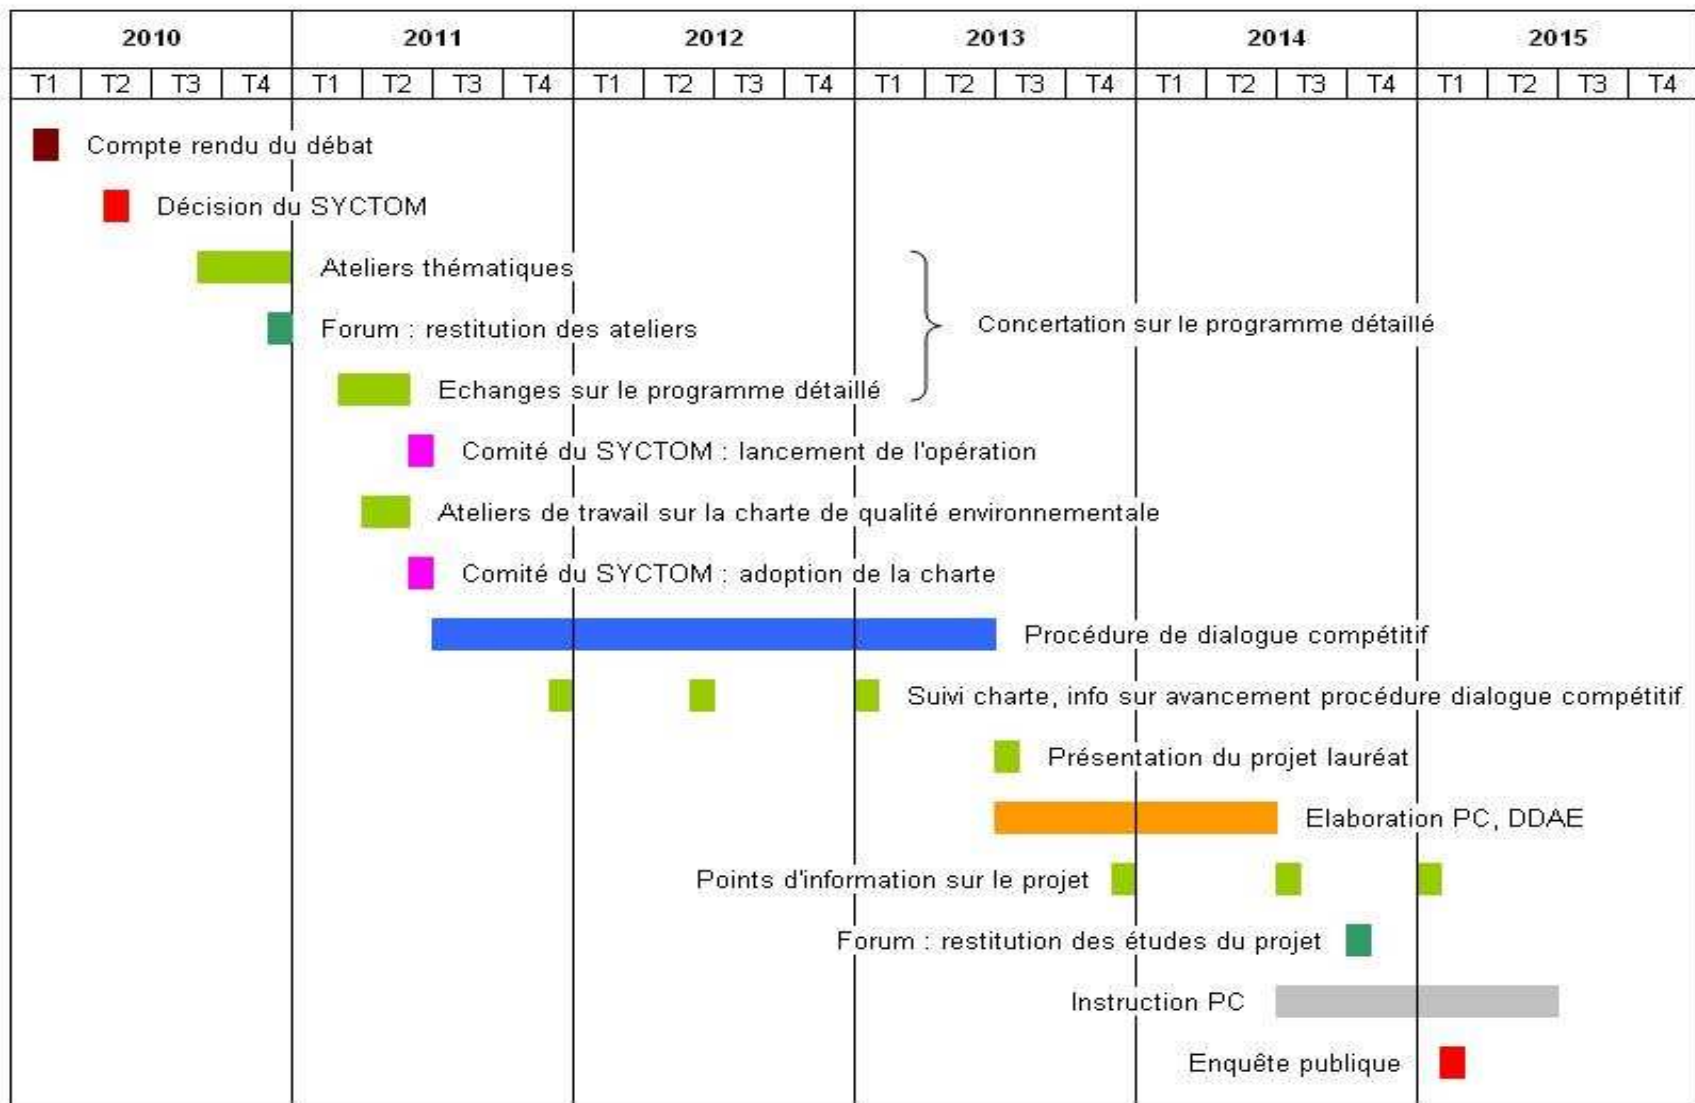 2010 2011 2012 2013 2014 2015
T1 T2 T3 T4 T1 T2 T3 T4 T1 T2 T3 T4 T1 T2 T3 T4 T1 T2 T3 T4 T1 T2 T3 T4
Compte rendu du débat
Décision du SYCTOM
Ateliers thématiques
Forum : restitution des ateliers
Concertation sur le programme détaillé
Echanges sur le programme détaillé
Comité du SYCTOM : lancement de l'opération
Ateliers de travail sur la charte de qualité environnementale
Comité du SYCTOM : adoption de la charte
Procédure de dialogue compétitif
Suivi charte, info sur avancement procédure dialogue compétitif
Présentation du projet lauréat
Elaboration PC, DDAE
Points d'information sur le projet
Forum : restitution des études du projet
Instruction PC
Enquête publique